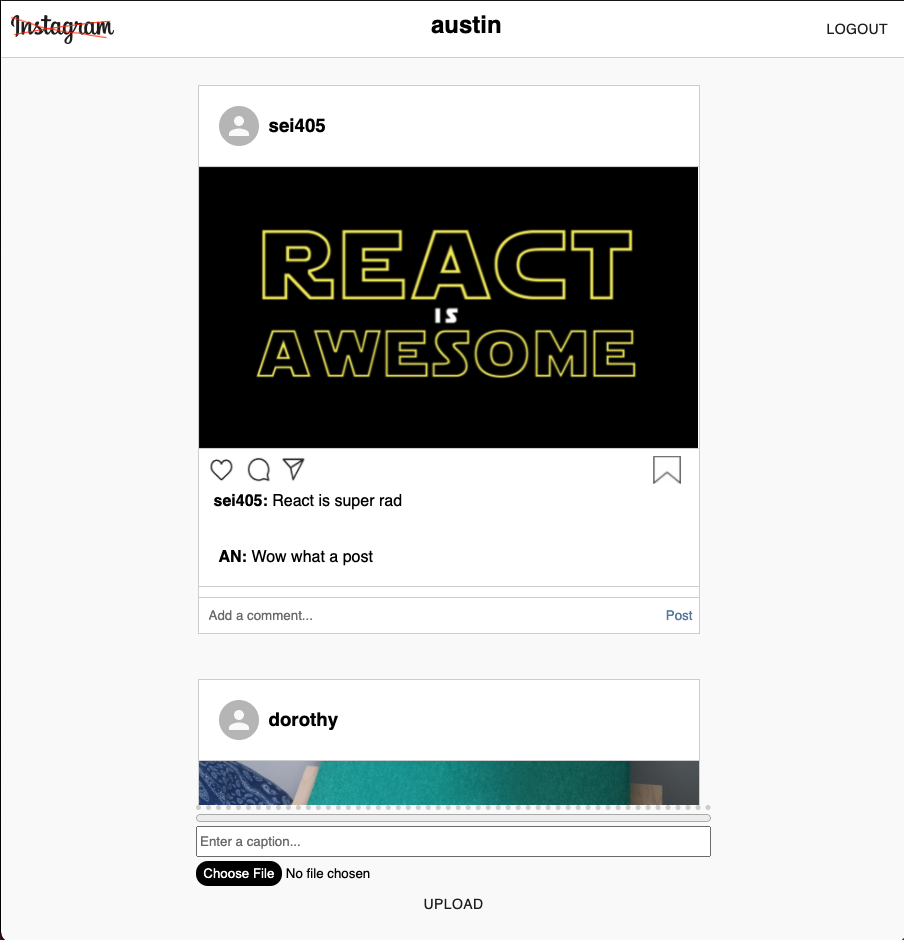 Instagram
austin
LOGOUT
sei405
REACT
IS
AWESOME
sei405: React is super rad
AN: Wow what a post
Add a comment...
Post
dorothy
Enter a caption...
Choose File No file chosen
UPLOAD